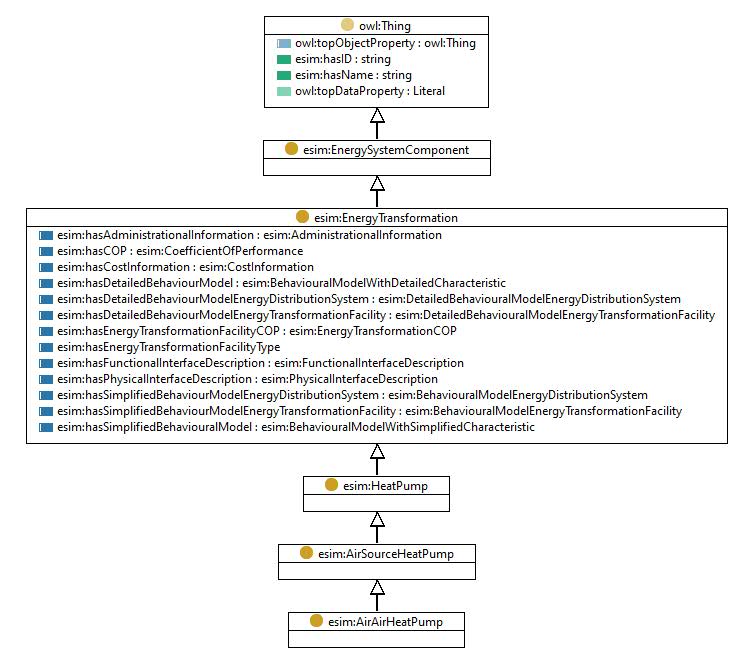 owl:Thing
owl:topObjectProperty : owl:Thing
esim:hasID : string
esim:hasName : string
owl:topDataProperty : Literal
esim:EnergySystemComponent
esim:EnergyTransformation
esim:hasAdministrationalInformation : esim:AdministrationalInformation
esim:hasCOP : esim:CoefficientOfPerformance
esim:hasCostInformation : esim:CostInformation
esim:hasDetailedBehaviourModel : esim:BehaviouralModelWithDetailedCharacteristic
esim:hasDetailedBehaviourModelEnergyDistributionSystem : esim:DetailedBehaviouralModelEnergyDistributionSystem
esim:hasDetailedBehaviourModelEnergyTransformationFacility : esim:DetailedBehaviouralModelEnergyTransformationFacility
esim:hasEnergyTransformationFacilityCOP : esim:EnergyTransformationCOP
esim:hasEnergyTransformationFacilityType
esim:hasFunctionalInterfaceDescription : esim:FunctionalInterfaceDescription
esim:hasPhysicalInterfaceDescription : esim:PhysicalInterfaceDescription
esim:hasSimplifiedBehaviourModelEnergyDistributionSystem : esim:BehaviouralModelEnergyDistributionSystem
esim:hasSimplifiedBehaviourModelEnergyTransformationFacility : esim:BehaviouralModelEnergyTransformationFacility
esim:hasSimplifiedBehaviouralModel : esim:BehaviouralModelWithSimplifiedCharacteristic
esim:HeatPump
esim:AirSourceHeatPump
esim:AirAirHeatPump